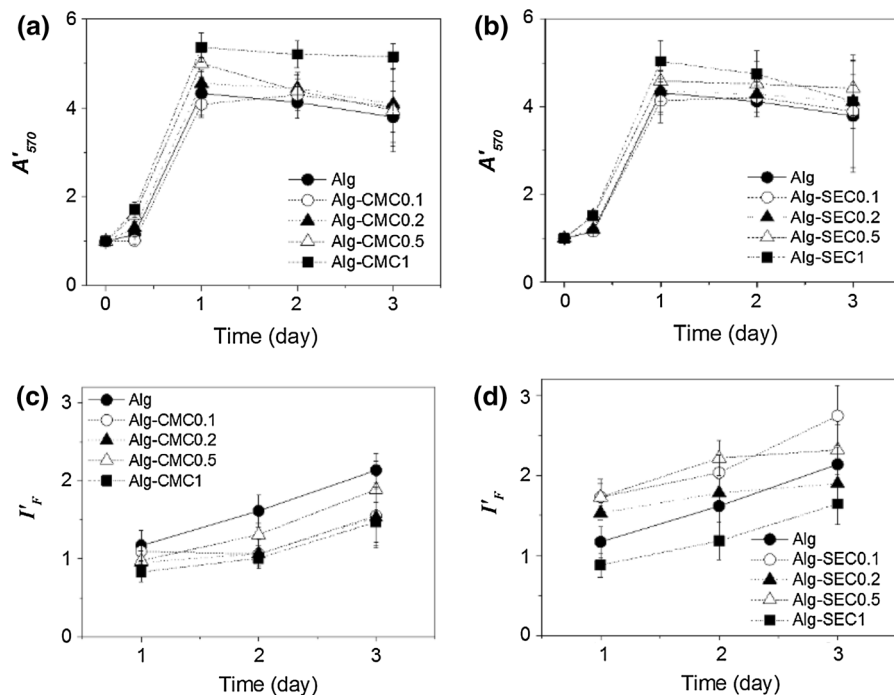 (a)
6
4
2
0
A'570
0 1 2 3
Time (day)
Alg
Alg-CMC0.1
Alg-CMC0.2
Alg-CMC0.5
Alg-CMC1
(b)
6
4
2
0
A'570
0 1 2 3
Time (day)
Alg
Alg-SEC0.1
Alg-SEC0.2
Alg-SEC0.5
Alg-SEC1
(c)
3
2
1
0
I'F
1 2 3
Time (day)
Alg
Alg-CMC0.1
Alg-CMC0.2
Alg-CMC0.5
Alg-CMC1
(d)
3
2
1
0
I'F
1 2 3
Time (day)
Alg
Alg-SEC0.1
Alg-SEC0.2
Alg-SEC0.5
Alg-SEC1